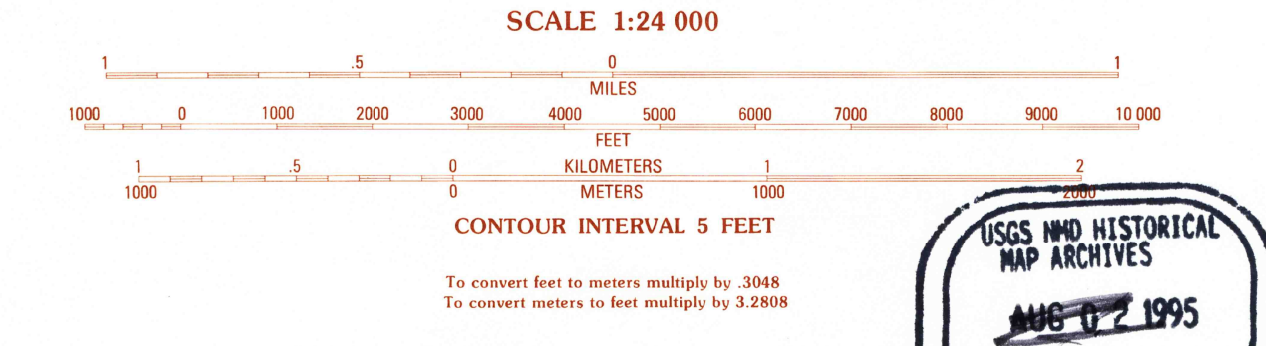 SCALE 1:24 000
1 .5 0 1
MILES
1000 0 1000 2000 3000 4000 5000 6000 7000 8000 9000 10 000
FEET
1 .5 0 KILOMETERS 1 2
1000 0 METERS 1000 2000
CONTOUR INTERVAL 5 FEET
To convert feet to meters multiply by .3048
To convert meters to feet multiply by 3.2808
USGS NMD HISTORICAL
MAP ARCHIVES
AUG 02 1995